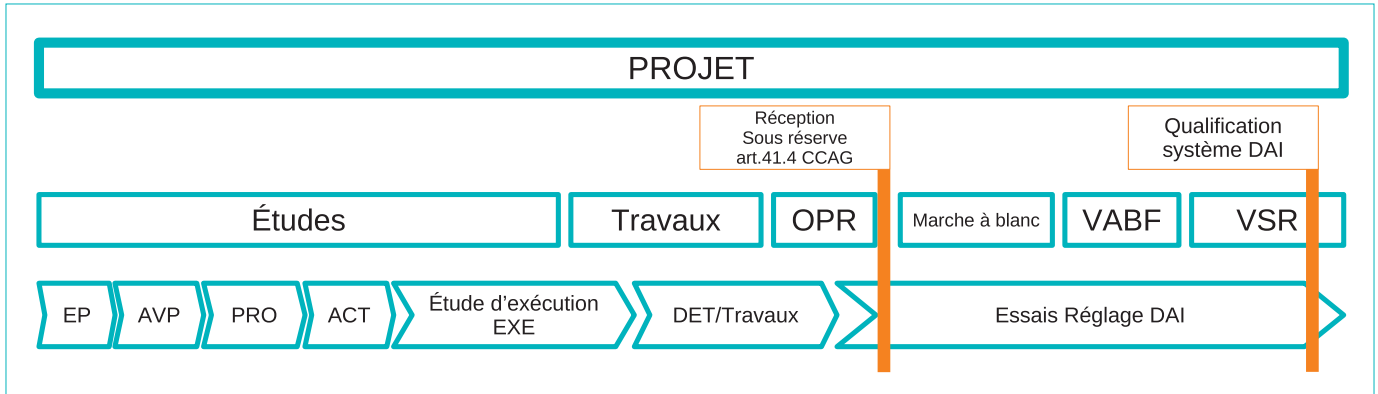 PROJET
Réception
Sous réserve
art.41.4 CCAG
Qualification
système DAI
Études
Travaux
OPR
Marche à blanc
VABF
VSR
EP
AVP
PRO
ACT
Étude d’exécution
EXE
DET/Travaux
Essais Réglage DAI